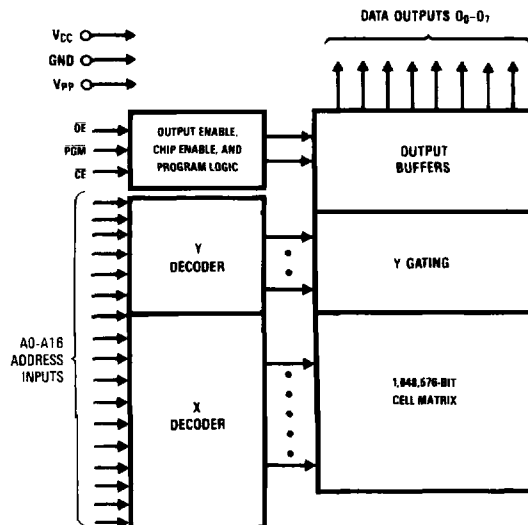 DATA OUTPUTS O₀-O₇
VCC
GND
VPP
OE
PGM
CE
OUTPUT ENABLE,
CHIP ENABLE, AND
PROGRAM LOGIC
OUTPUT
BUFFERS
Y
DECODER
Y GATING
A0-A16
ADDRESS
INPUTS
X
DECODER
1,048,576-BIT
CELL MATRIX